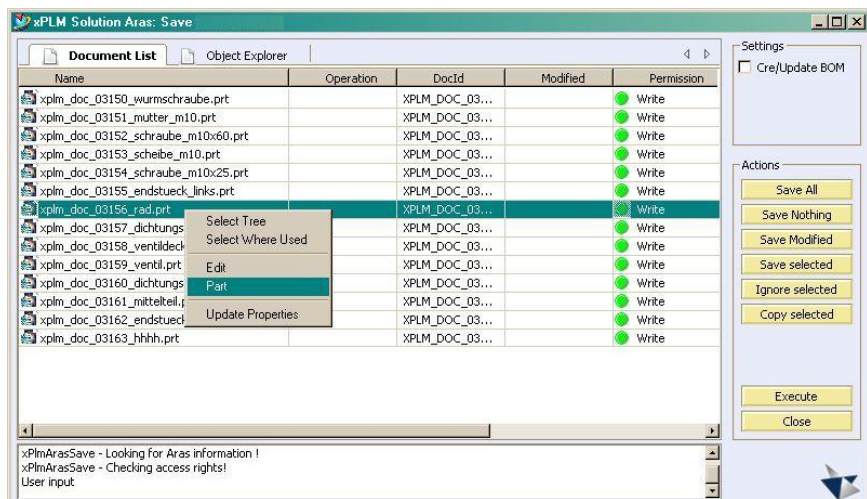 xPLM Solution Aras: Save
Document List Object Explorer
Name Operation DocId Modified Permission
xplm_doc_03150_wurmschraube.prt XPLM_DOC_03... Write
xplm_doc_03151_mutter_m10.prt XPLM_DOC_03... Write
xplm_doc_03152_schraube_m10x60.prt XPLM_DOC_03... Write
xplm_doc_03153_scheibe_m10.prt XPLM_DOC_03... Write
xplm_doc_03154_schraube_m10x25.prt XPLM_DOC_03... Write
xplm_doc_03155_endstueck_links.prt XPLM_DOC_03... Write
xplm_doc_03156_rad.prt XPLM_DOC_03... Write
xplm_doc_03157_dichtungs XPLM_DOC_03... Write
xplm_doc_03158_ventildeck XPLM_DOC_03... Write
xplm_doc_03159_ventil.prt XPLM_DOC_03... Write
xplm_doc_03160_dichtungs XPLM_DOC_03... Write
xplm_doc_03161_mittelteil.p XPLM_DOC_03... Write
xplm_doc_03162_endstueck XPLM_DOC_03... Write
xplm_doc_03163_hhhh.prt XPLM_DOC_03... Write
Select Tree
Select Where Used
Edit
Part
Update Properties
Settings
Cre/Update BOM
Actions
Save All
Save Nothing
Save Modified
Save selected
Ignore selected
Copy selected
Execute
Close
xPlmArasSave - Looking for Aras information !
xPlmArasSave - Checking access rights!
User input